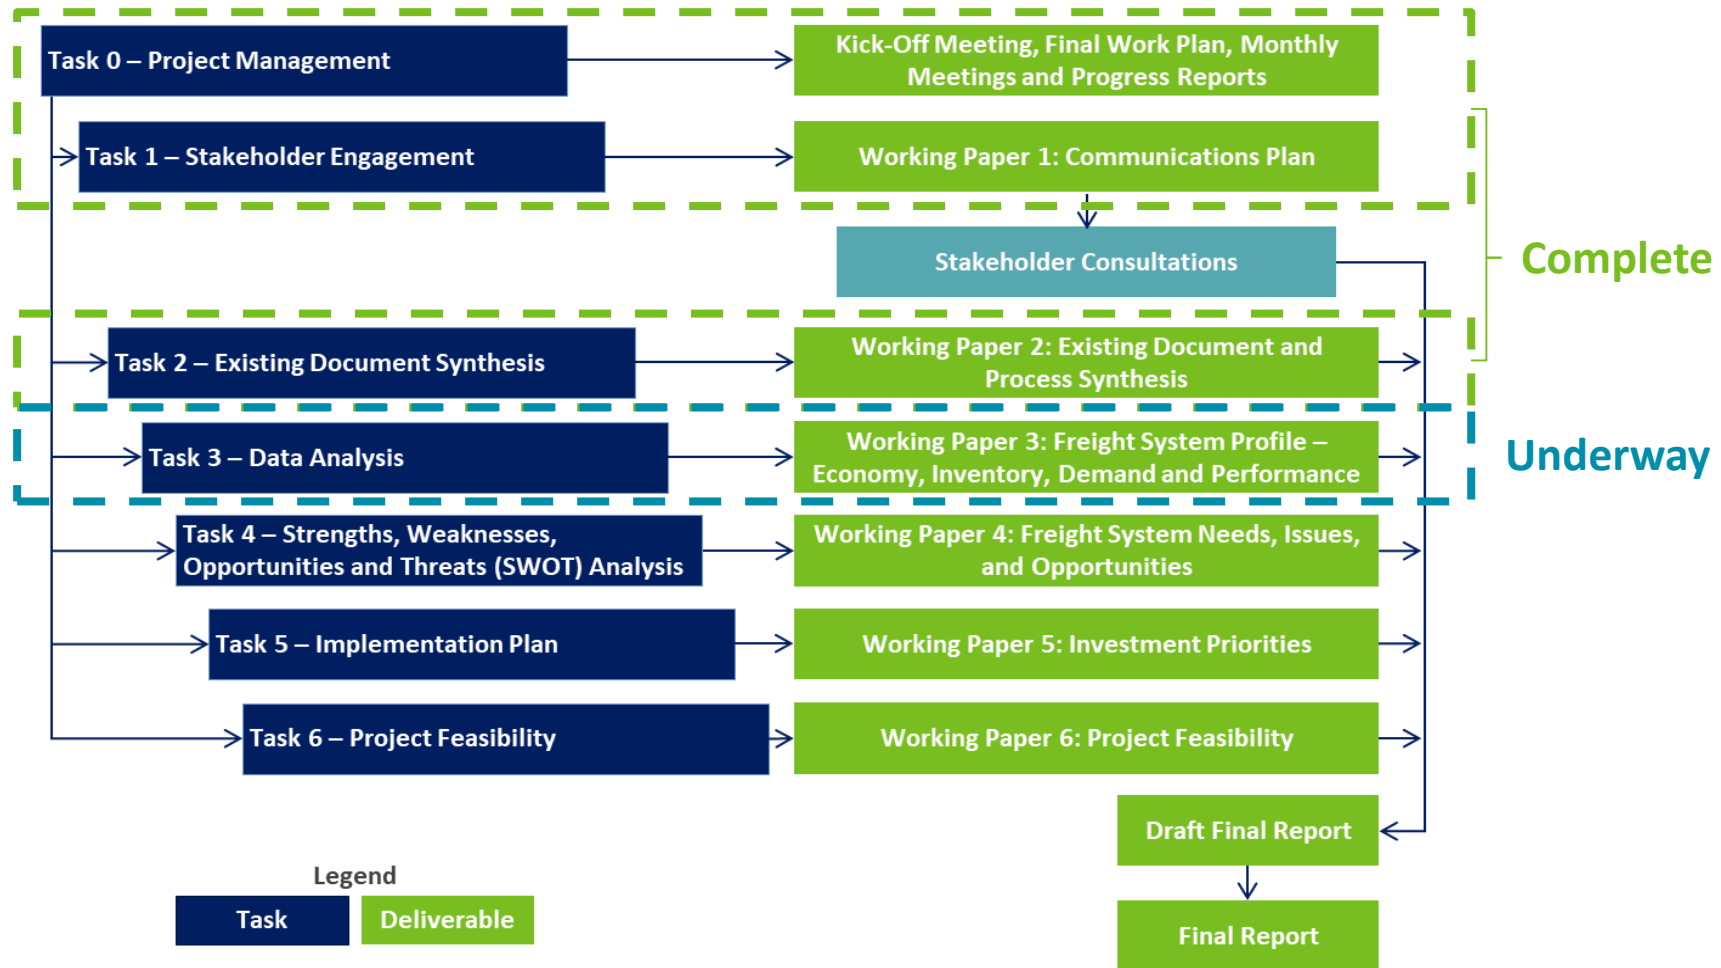 Task 0 – Project Management
Kick-Off Meeting, Final Work Plan, Monthly
Meetings and Progress Reports
Task 1 – Stakeholder Engagement
Working Paper 1: Communications Plan
Stakeholder Consultations
Complete
Task 2 – Existing Document Synthesis
Working Paper 2: Existing Document and
Process Synthesis
Task 3 – Data Analysis
Working Paper 3: Freight System Profile –
Economy, Inventory, Demand and Performance
Underway
Task 4 – Strengths, Weaknesses,
Opportunities and Threats (SWOT) Analysis
Working Paper 4: Freight System Needs, Issues,
and Opportunities
Task 5 – Implementation Plan
Working Paper 5: Investment Priorities
Task 6 – Project Feasibility
Working Paper 6: Project Feasibility
Draft Final Report
Final Report
Legend
Task
Deliverable